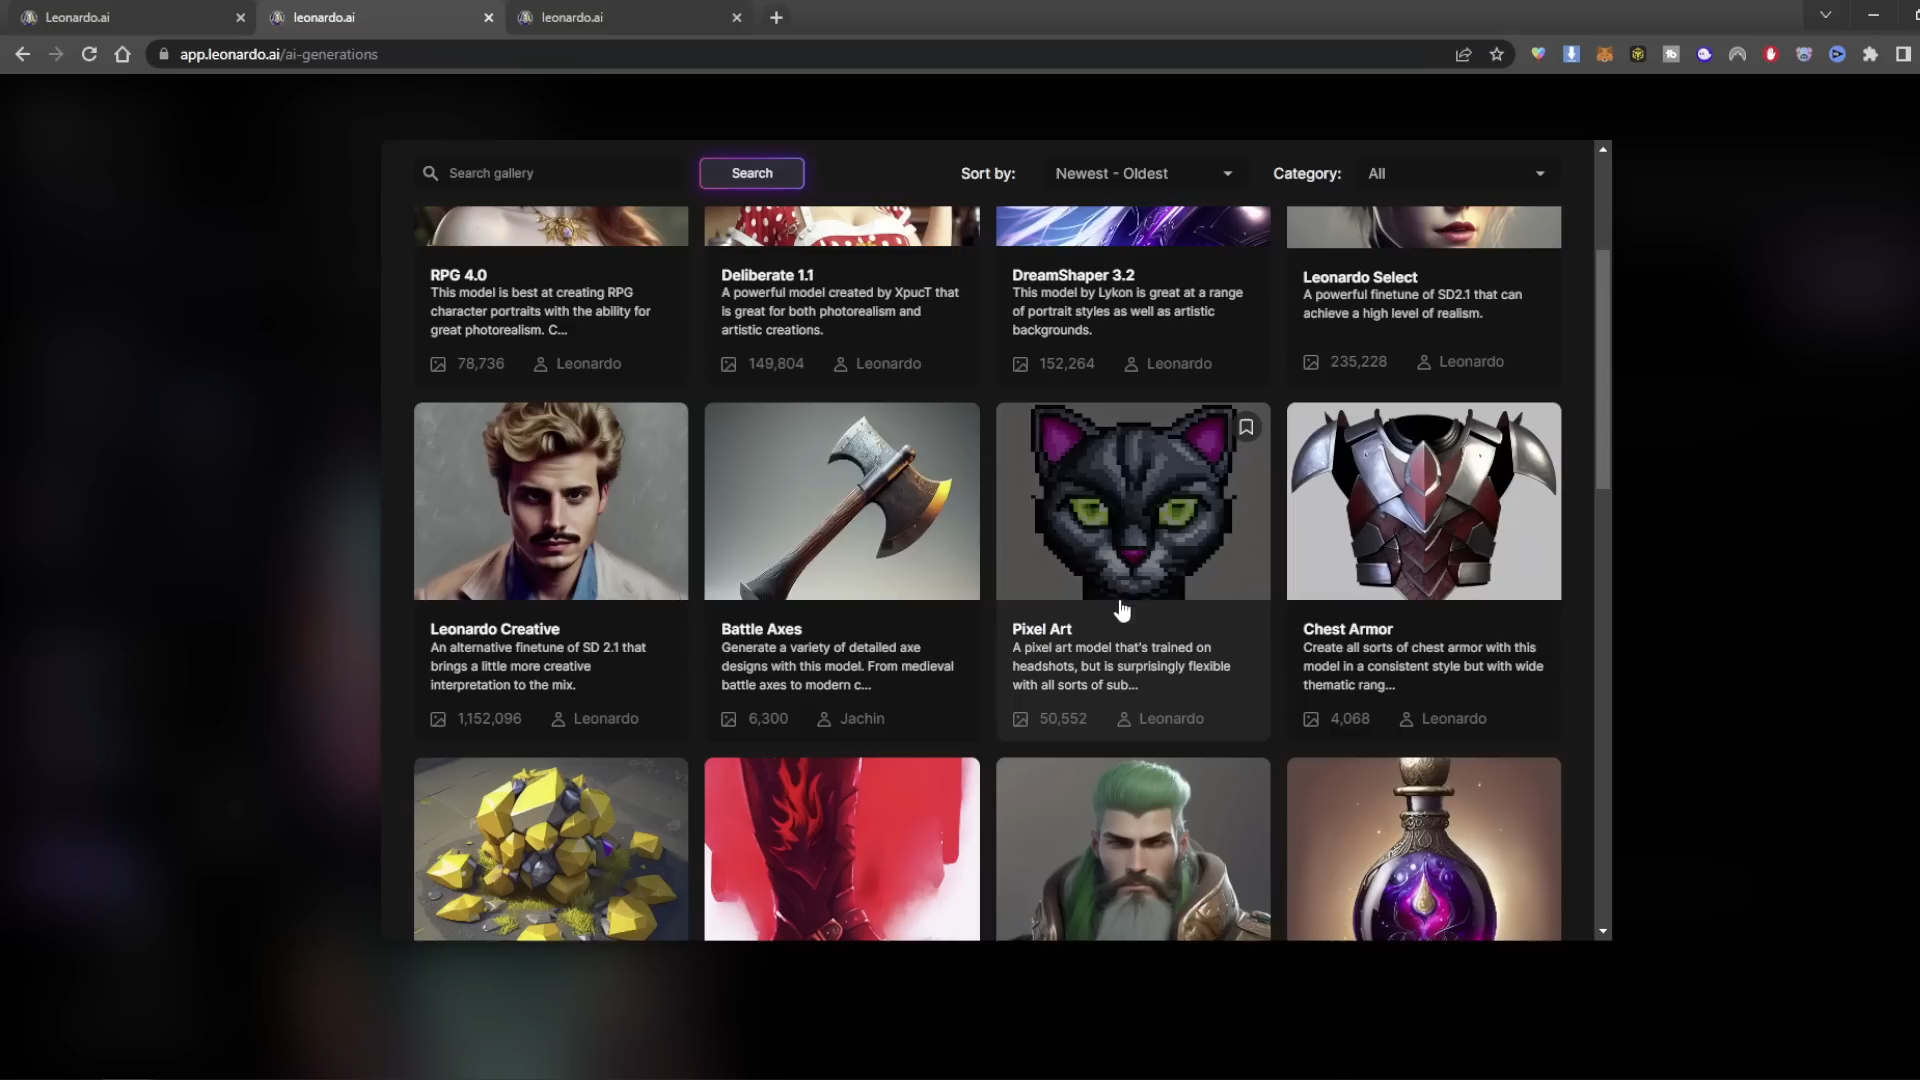 Leonardo.ai
leonardo.ai
leonardo.ai
app.leonardo.ai/ai-generations
Search gallery
Search
Sort by:
Newest - Oldest
Category:
All
RPG 4.0
This model is best at creating RPG
character portraits with the ability for
great photorealism. C...
78,736
Leonardo
Deliberate 1.1
A powerful model created by XpucT that
is great for both photorealism and
artistic creations.
149,804
Leonardo
DreamShaper 3.2
This model by Lykon is great at a range
of portrait styles as well as artistic
backgrounds.
152,264
Leonardo
Leonardo Select
A powerful finetune of SD2.1 that can
achieve a high level of realism.
235,228
Leonardo
Leonardo Creative
An alternative finetune of SD 2.1 that
brings a little more creative
interpretation to the mix.
1,152,096
Leonardo
Battle Axes
Generate a variety of detailed axe
designs with this model. From medieval
battle axes to modern c...
6,300
Jachin
Pixel Art
A pixel art model that's trained on
headshots, but is surprisingly flexible
with all sorts of sub...
50,552
Leonardo
Chest Armor
Create all sorts of chest armor with this
model in a consistent style but with wide
thematic rang...
4,068
Leonardo